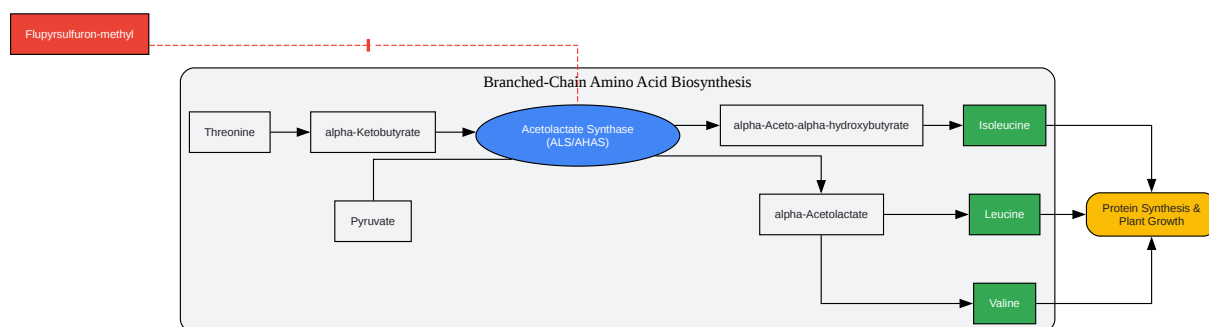 Flupyrsulfuron-methyl
Branched-Chain Amino Acid Biosynthesis
Threonine
alpha-Ketobutyrate
Acetolactate Synthase
(ALS/AHAS)
alpha-Aceto-alpha-hydroxybutyrate
Isoleucine
Pyruvate
alpha-Acetolactate
Leucine
Protein Synthesis &
Plant Growth
Valine